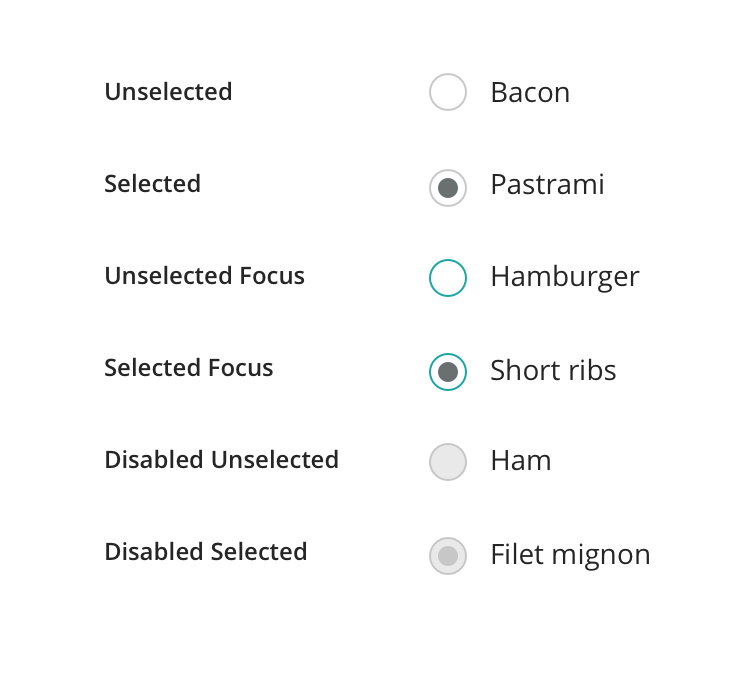 Unselected Bacon
Selected Pastrami
Unselected Focus Hamburger
Selected Focus Short ribs
Disabled Unselected Ham
Disabled Selected Filet mignon